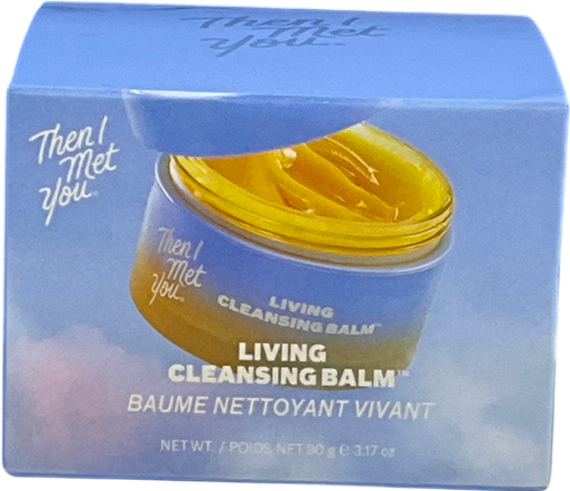 Then I
Met
You.
Then I
Met
You®
Then I
Met
You®
LIVING
CLEANSING BALM™
LIVING
CLEANSING BALM™
BAUME NETTOYANT VIVANT
NET WT. / POIDS NET 90 g ℮ 3.17 oz